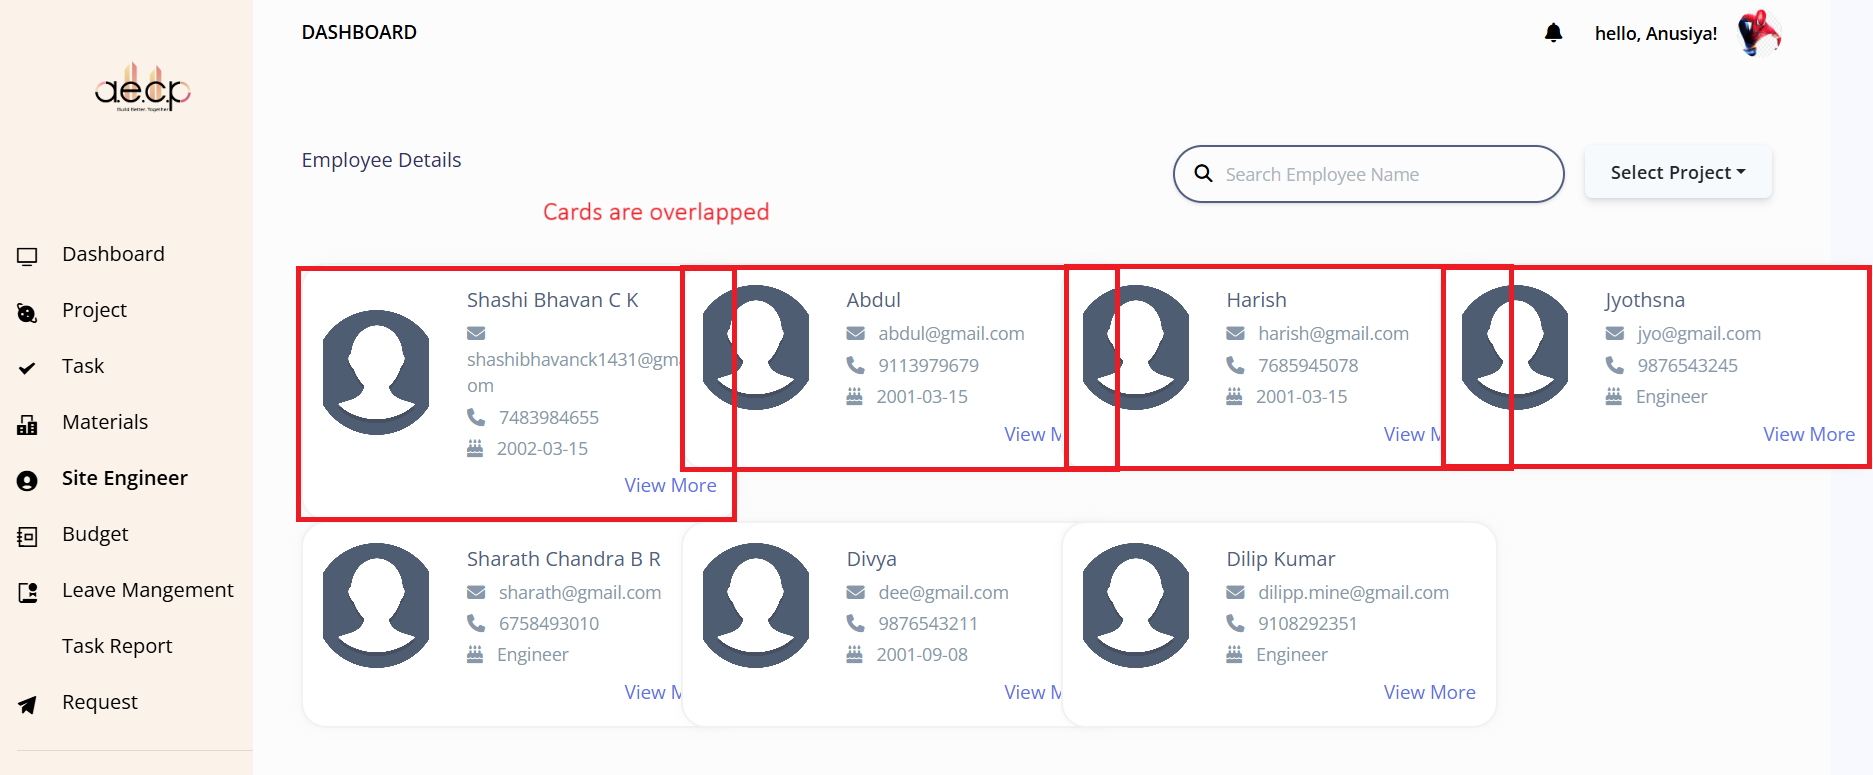 DASHBOARD
hello, Anusiya!
a.e.c.p
Build Better. Together
Employee Details
Search Employee Name
Select Project
Cards are overlapped
Dashboard
Project
Task
Materials
Site Engineer
Budget
Leave Mangement
Task Report
Request
Shashi Bhavan C K
shashibhavanck1431@gma
om
7483984655
2002-03-15
View More
Abdul
abdul@gmail.com
9113979679
2001-03-15
View M
Harish
harish@gmail.com
7685945078
2001-03-15
View M
Jyothsna
jyo@gmail.com
9876543245
Engineer
View More
Sharath Chandra B R
sharath@gmail.com
6758493010
Engineer
View M
Divya
dee@gmail.com
9876543211
2001-09-08
View M
Dilip Kumar
dilipp.mine@gmail.com
9108292351
Engineer
View More